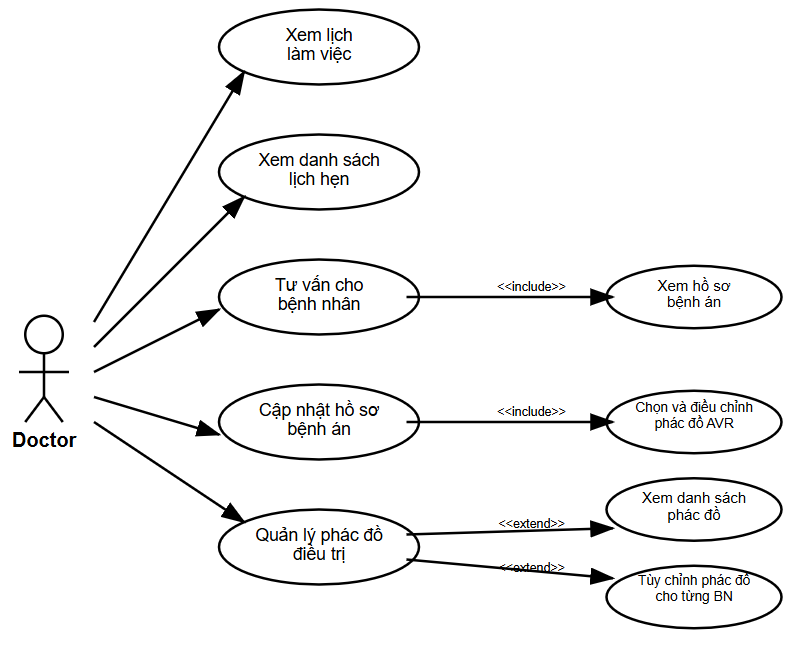 Xem lịch
làm việc
Xem danh sách
lịch hẹn
Tư vấn cho
bệnh nhân
<<include>>
Xem hồ sơ
bệnh án
Doctor
Cập nhật hồ sơ
bệnh án
<<include>>
Chọn và điều chỉnh
phác đồ AVR
Quản lý phác đồ
điều trị
<<extend>>
Xem danh sách
phác đồ
<<extend>>
Tùy chỉnh phác đồ
cho từng BN